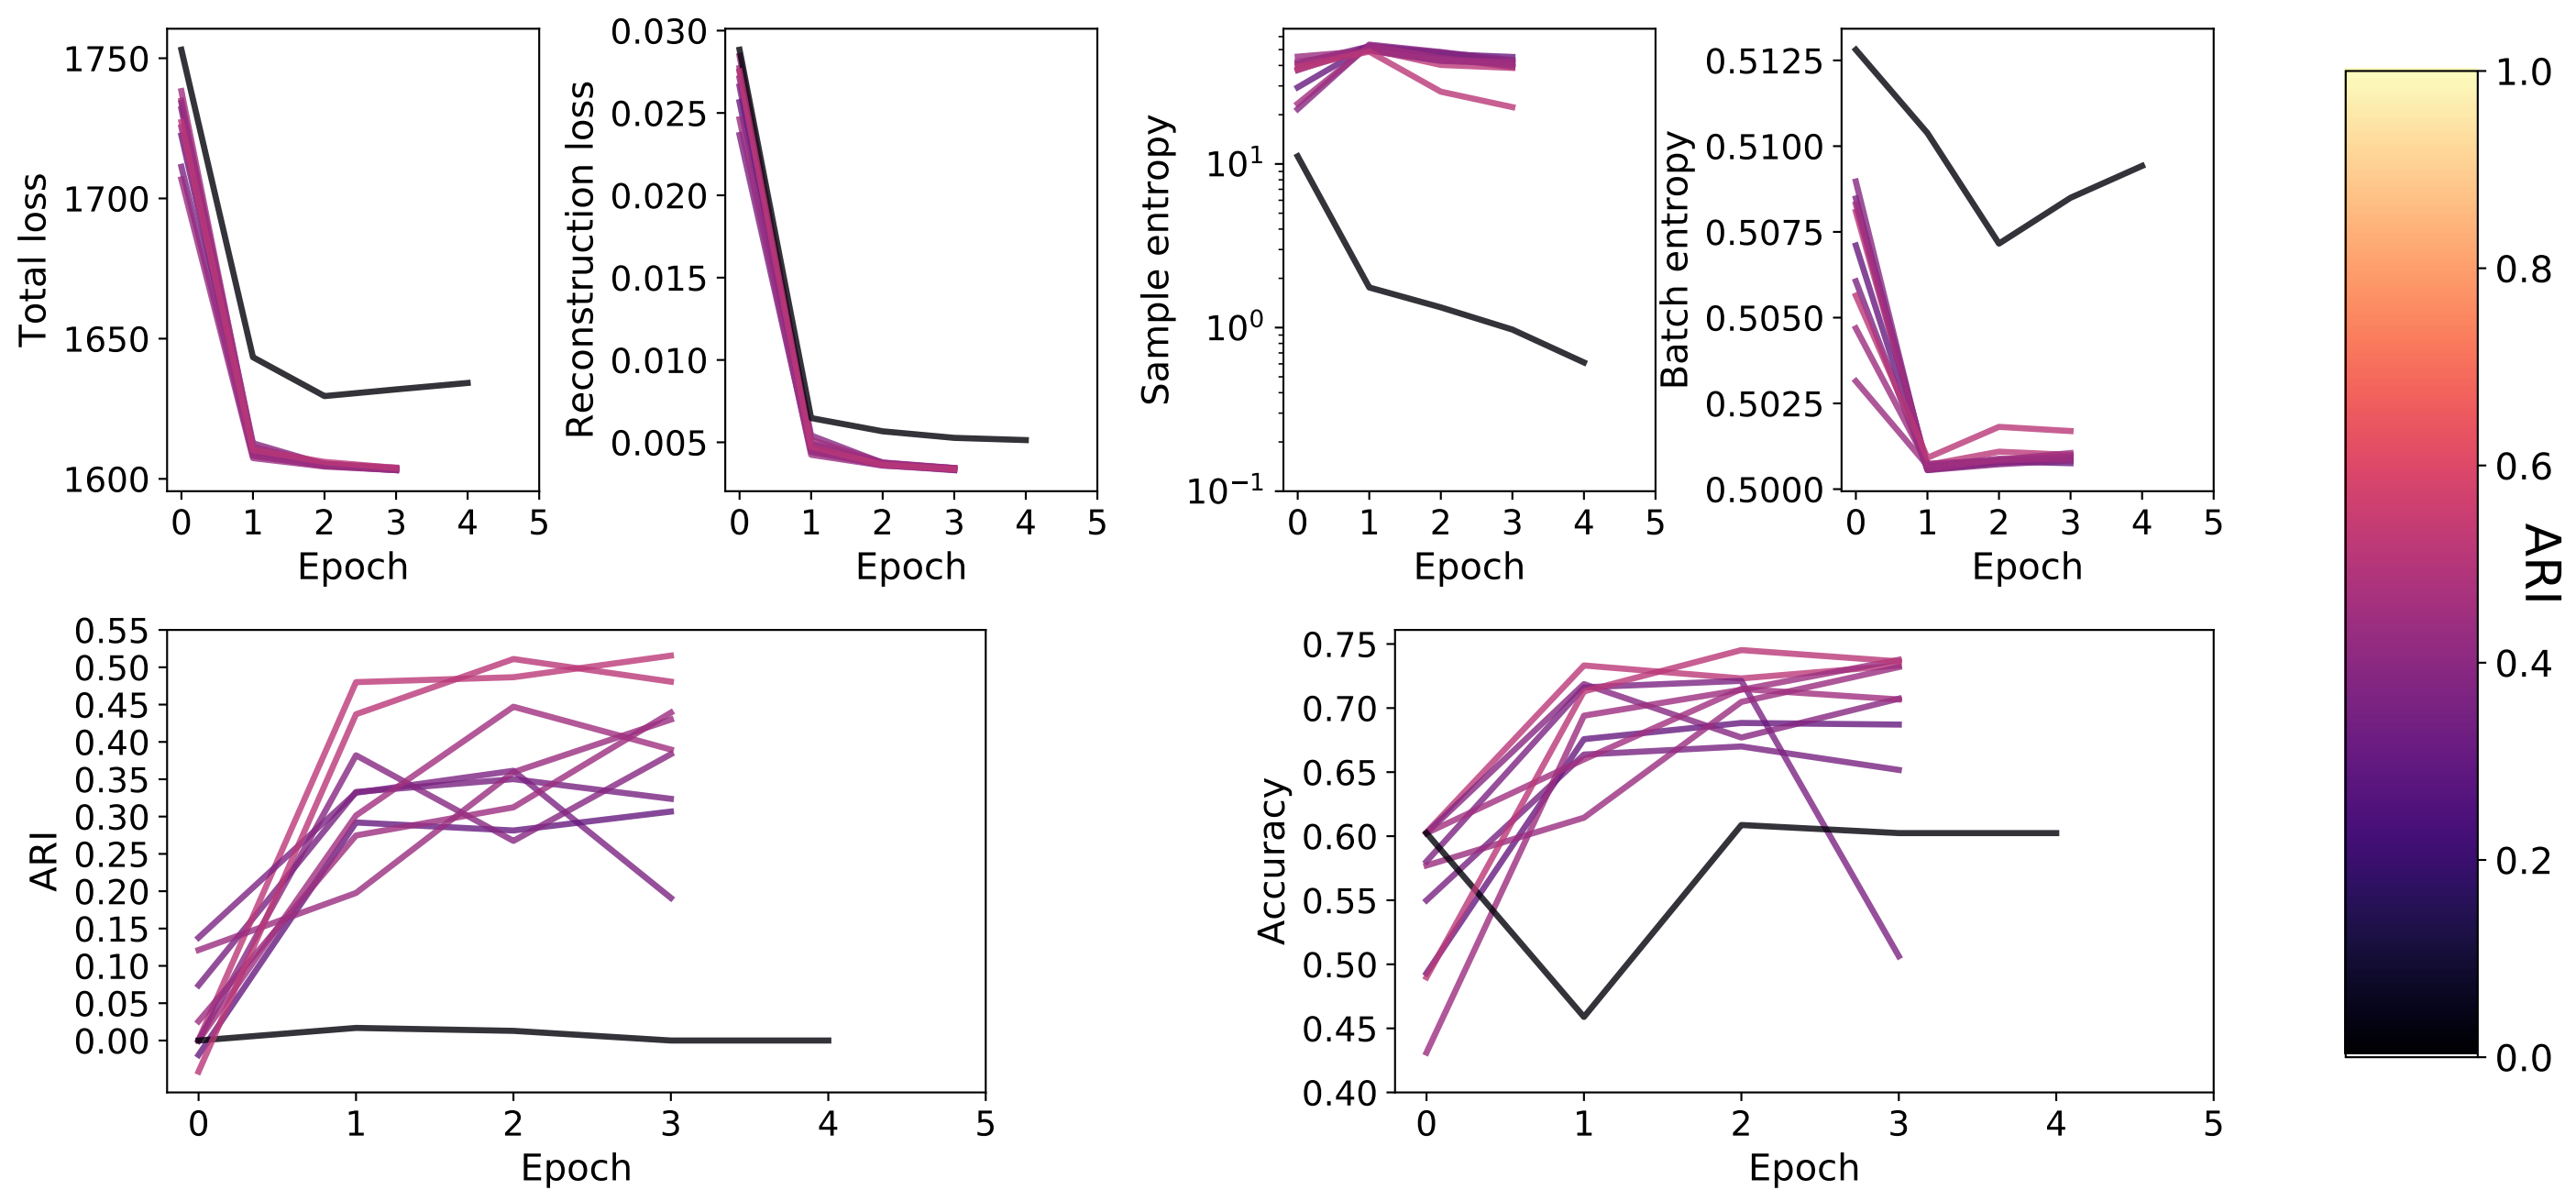 Total loss
1750
1700
1650
1600
0 1 2 3 4 5
Epoch
Reconstruction loss
0.030
0.025
0.020
0.015
0.010
0.005
0 1 2 3 4 5
Epoch
Sample entropy
10¹
10⁰
10⁻¹
0 1 2 3 4 5
Epoch
Batch entropy
0.5125
0.5100
0.5075
0.5050
0.5025
0.5000
0 1 2 3 4 5
Epoch
ARI
0.55
0.50
0.45
0.40
0.35
0.30
0.25
0.20
0.15
0.10
0.05
0.00
0 1 2 3 4 5
Epoch
Accuracy
0.75
0.70
0.65
0.60
0.55
0.50
0.45
0.40
0 1 2 3 4 5
Epoch
1.0
0.8
0.6
0.4
0.2
0.0
ARI